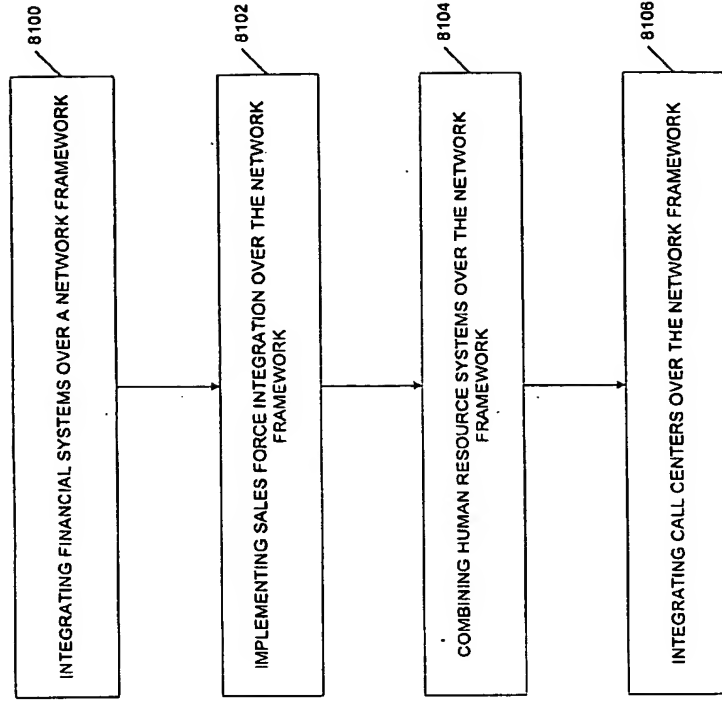 8100
INTEGRATING FINANCIAL SYSTEMS OVER A NETWORK FRAMEWORK
8102
IMPLEMENTING SALES FORCE INTEGRATION OVER THE NETWORK
FRAMEWORK
8104
COMBINING HUMAN RESOURCE SYSTEMS OVER THE NETWORK
FRAMEWORK
8106
INTEGRATING CALL CENTERS OVER THE NETWORK FRAMEWORK